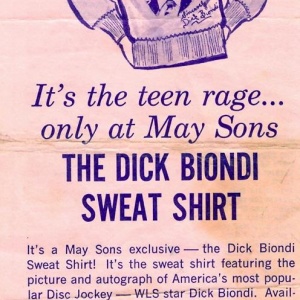 It's the teen rage...
only at May Sons
THE DICK BIONDI
SWEAT SHIRT
It's a May Sons exclusive — the Dick Biondi
Sweat Shirt! It's the sweat shirt featuring the
picture and autograph of America's most popu-
lar Disc Jockey — WLS star Dick Biondi. Avail-